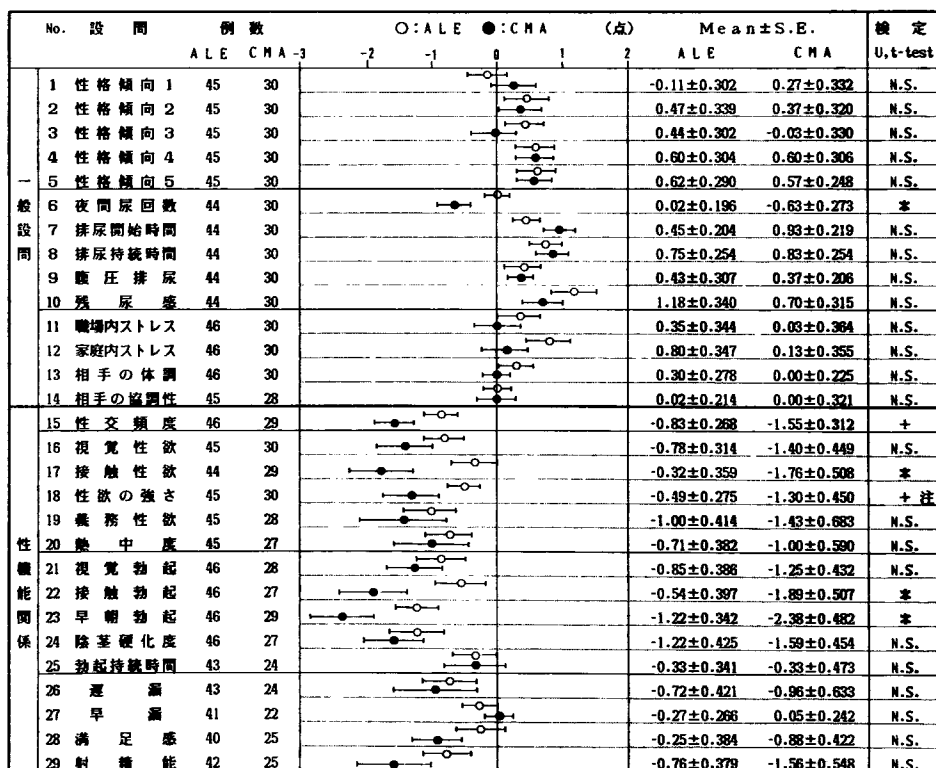 No. 設問 例数 ○:ALE ●:CMA (点) Mean±S.E. 検定
ALE CMA -3 -2 -1 0 1 2 ALE CMA U,t-test
一般設問
1 性格傾向1 45 30 -0.11±0.302 0.27±0.332 N.S.
2 性格傾向2 45 30 0.47±0.339 0.37±0.320 N.S.
3 性格傾向3 45 30 0.44±0.302 -0.03±0.330 N.S.
4 性格傾向4 45 30 0.60±0.304 0.60±0.306 N.S.
5 性格傾向5 45 30 0.62±0.290 0.57±0.248 N.S.
6 夜間尿回数 44 30 0.02±0.196 -0.63±0.273 *
7 排尿開始時間 44 30 0.45±0.204 0.93±0.219 N.S.
8 排尿持続時間 44 30 0.75±0.254 0.83±0.254 N.S.
9 腹圧排尿 44 30 0.43±0.307 0.37±0.206 N.S.
10 残尿感 44 30 1.18±0.340 0.70±0.315 N.S.
11 職場内ストレス 46 30 0.35±0.344 0.03±0.364 N.S.
12 家庭内ストレス 46 30 0.80±0.347 0.13±0.355 N.S.
13 相手の体調 46 30 0.30±0.278 0.00±0.225 N.S.
14 相手の協調性 45 28 0.02±0.214 0.00±0.321 N.S.
性機能関係
15 性交頻度 46 29 -0.83±0.268 -1.55±0.312 +
16 視覚性欲 45 30 -0.78±0.314 -1.40±0.449 N.S.
17 接触性欲 44 29 -0.32±0.359 -1.76±0.508 *
18 性欲の強さ 45 30 -0.49±0.275 -1.30±0.450 + 注
19 義務性欲 45 28 -1.00±0.414 -1.43±0.683 N.S.
20 熱中度 45 27 -0.71±0.382 -1.00±0.590 N.S.
21 視覚勃起 46 28 -0.85±0.386 -1.25±0.432 N.S.
22 接触勃起 46 27 -0.54±0.397 -1.89±0.507 *
23 早朝勃起 46 29 -1.22±0.342 -2.38±0.482 *
24 陰茎硬化度 46 27 -1.22±0.425 -1.59±0.454 N.S.
25 勃起持続時間 43 24 -0.33±0.341 -0.33±0.473 N.S.
26 遅漏 43 24 -0.72±0.421 -0.96±0.633 N.S.
27 早漏 41 22 -0.27±0.266 0.05±0.242 N.S.
28 満足感 40 25 -0.25±0.384 -0.88±0.422 N.S.
29 射精能 42 25 -0.76±0.379 -1.56±0.548 N.S.